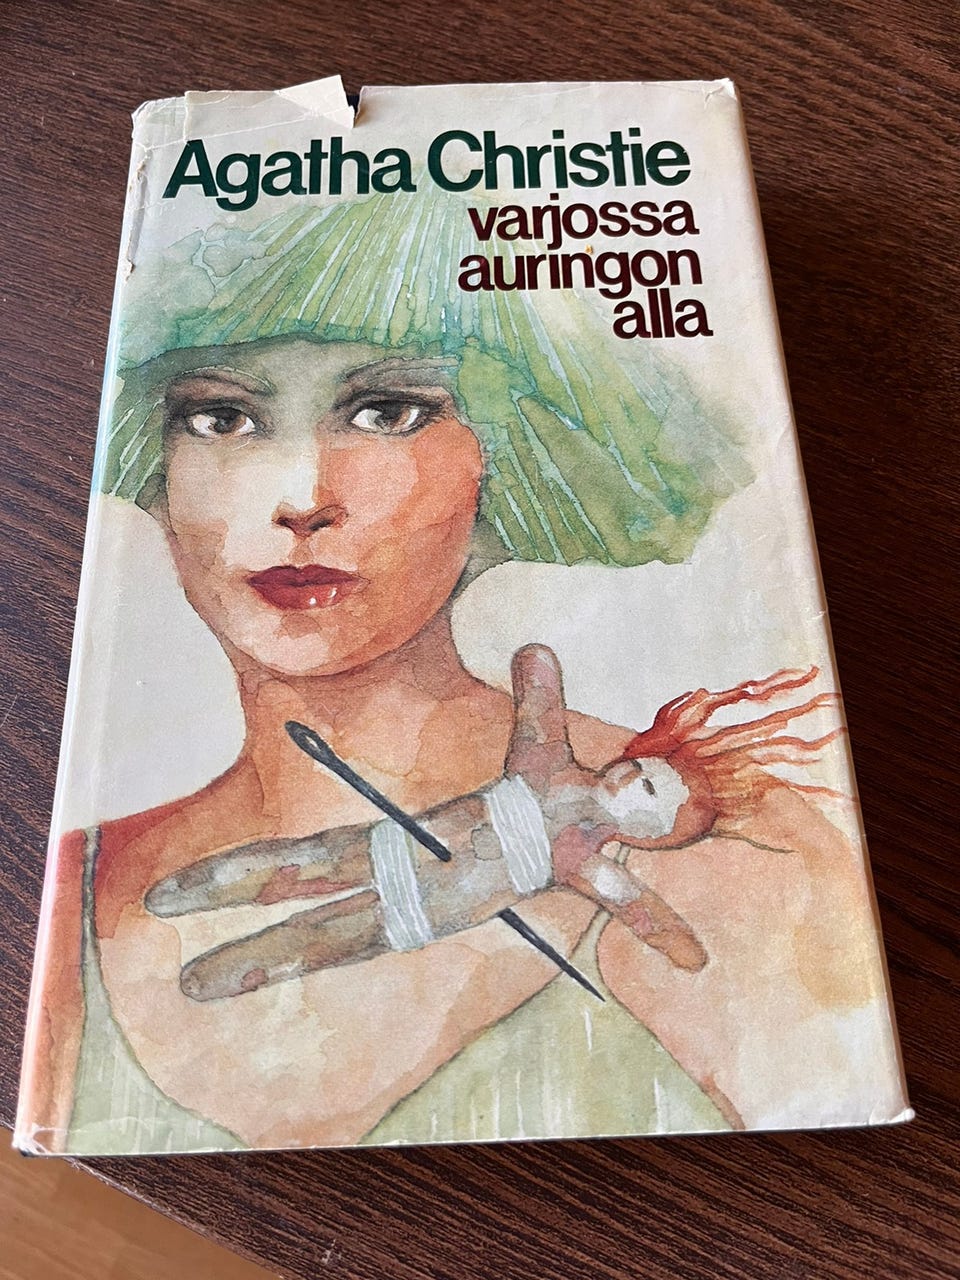 Agatha Christie
varjossa
auringon
alla